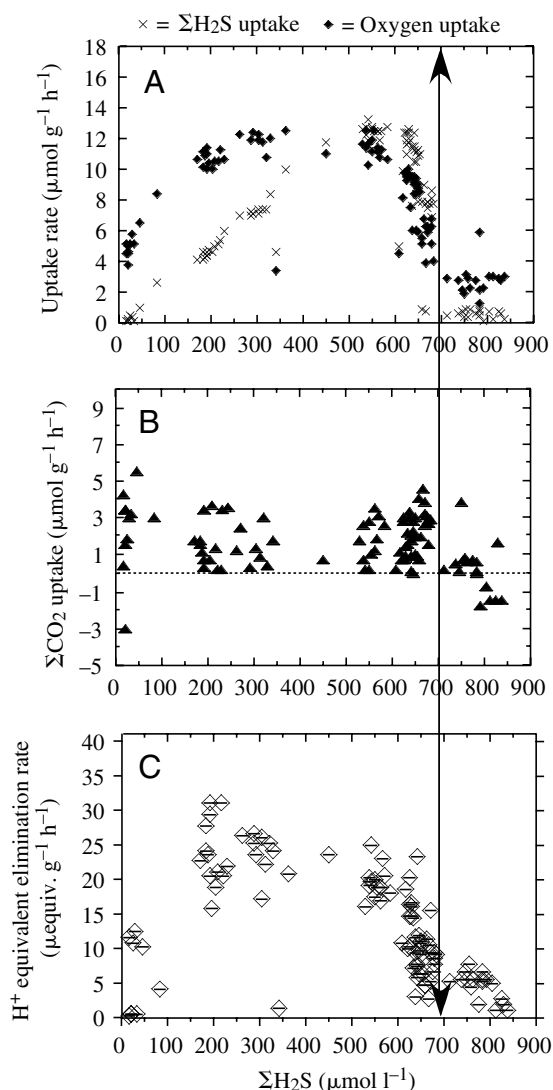 × = ΣH2S uptake ◆ = Oxygen uptake
A
18
16
14
12
10
8
6
4
2
0
Uptake rate (μmol g–1 h–1)
0 100 200 300 400 500 600 700 800 900
B
9
7
5
3
1
–1
–3
–5
ΣCO2 uptake (μmol g–1 h–1)
0 100 200 300 400 500 600 700 800 900
C
40
35
30
25
20
15
10
5
0
H+ equivalent elimination rate
(μequiv. g–1 h–1)
0 100 200 300 400 500 600 700 800 900
ΣH2S (μmol l–1)